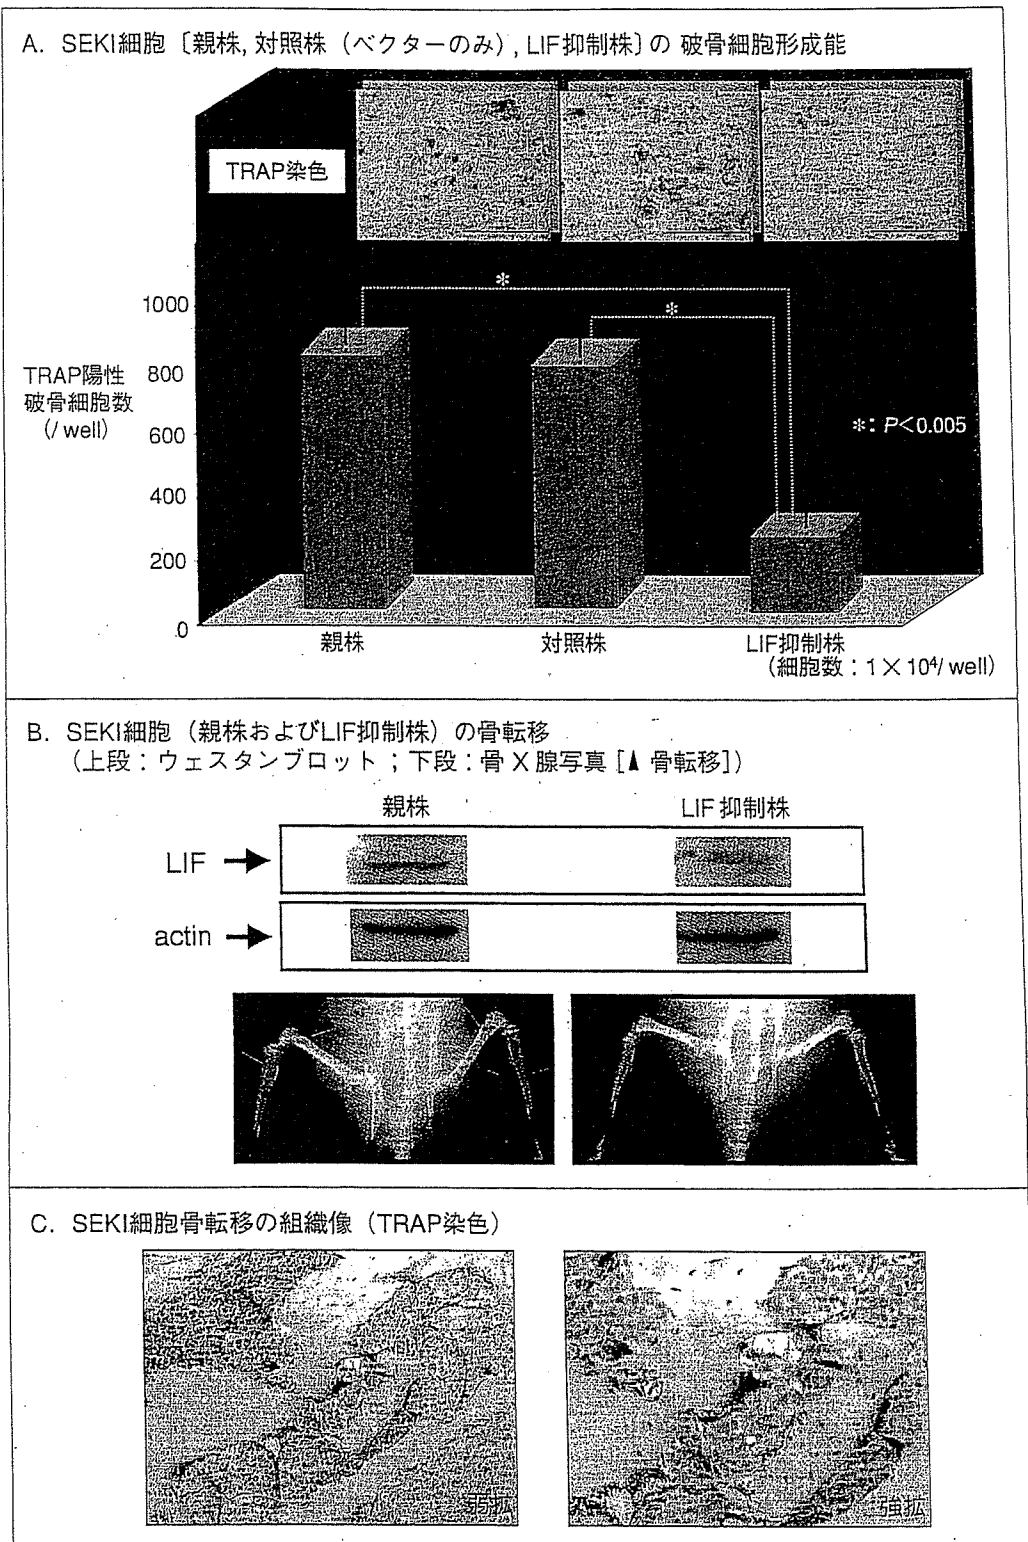 A. SEKI細胞〔親株, 対照株（ベクターのみ）, LIF抑制株〕の 破骨細胞形成能
TRAP染色
*
*
1000
800
600
400
200
0
TRAP陽性
破骨細胞数
(/ well)
*: P<0.005
親株
対照株
LIF抑制株
(細胞数：1×10⁴/ well)
B. SEKI細胞（親株およびLIF抑制株）の骨転移
（上段：ウェスタンブロット；下段：骨X腺写真 [▲ 骨転移]）
親株
LIF 抑制株
LIF
actin
C. SEKI細胞骨転移の組織像（TRAP染色）
弱拡
強拡